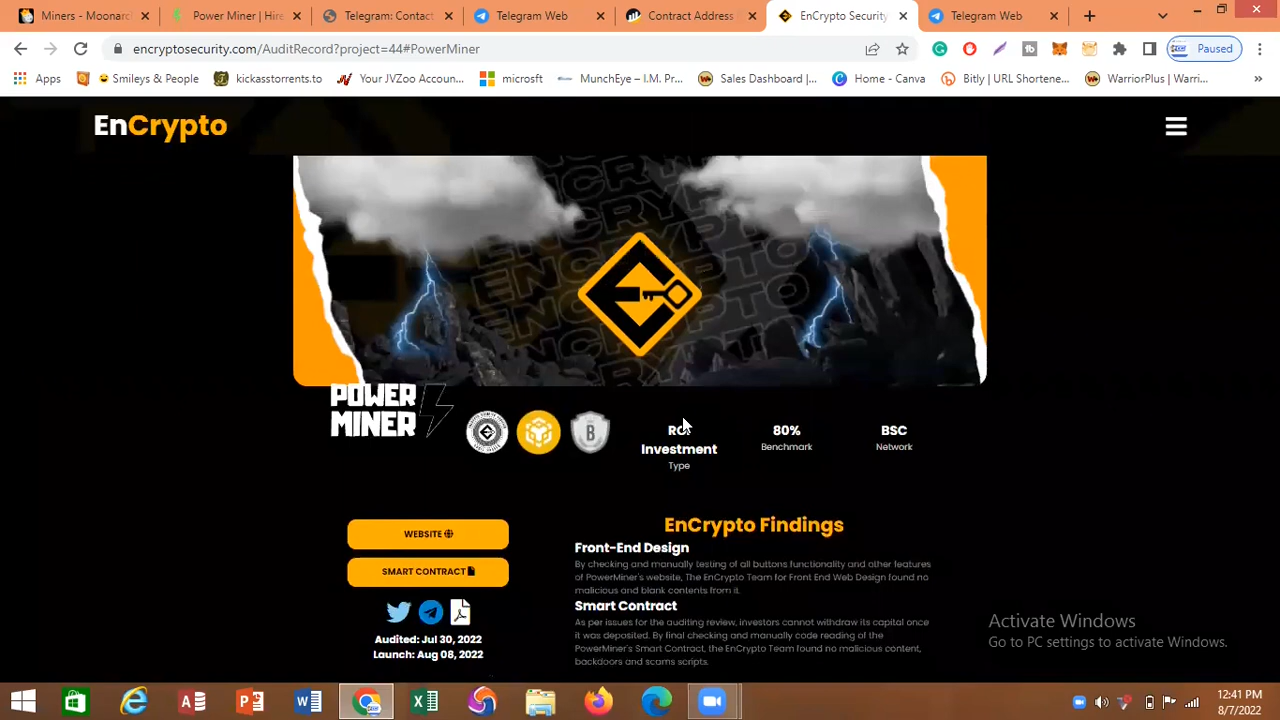 Miners - Moonarc
Power Miner | Hire
Telegram: Contact
Telegram Web
Contract Address
EnCrypto Security
Telegram Web
encryptosecurity.com/AuditRecord?project=44#PowerMiner
Paused
Apps
Smileys & People
kickasstorrents.to
Your JVZoo Accoun...
microsft
MunchEye – I.M. Pr...
Sales Dashboard |...
Home - Canva
Bitly | URL Shortene...
WarriorPlus | Warr...
EnCrypto
POWER
MINER
B
Investment
Type
80%
Benchmark
BSC
Network
WEBSITE
SMART CONTRACT
Audited: Jul 30, 2022
Launch: Aug 08, 2022
EnCrypto Findings
Front-End Design
By checking and manually testing of all buttons functionality and other features
of PowerMiner's website, The EnCrypto Team for Front End Web Design found no
malicious and blank contents from it.
Smart Contract
As per issues for the auditing review, investors cannot withdraw its capital once
it was deposited. By final checking and manually code reading of the
PowerMiner's Smart Contract, the EnCrypto Team found no malicious content,
backdoors and scams scripts.
Activate Windows
Go to PC settings to activate Windows.
12:41 PM
8/7/2022